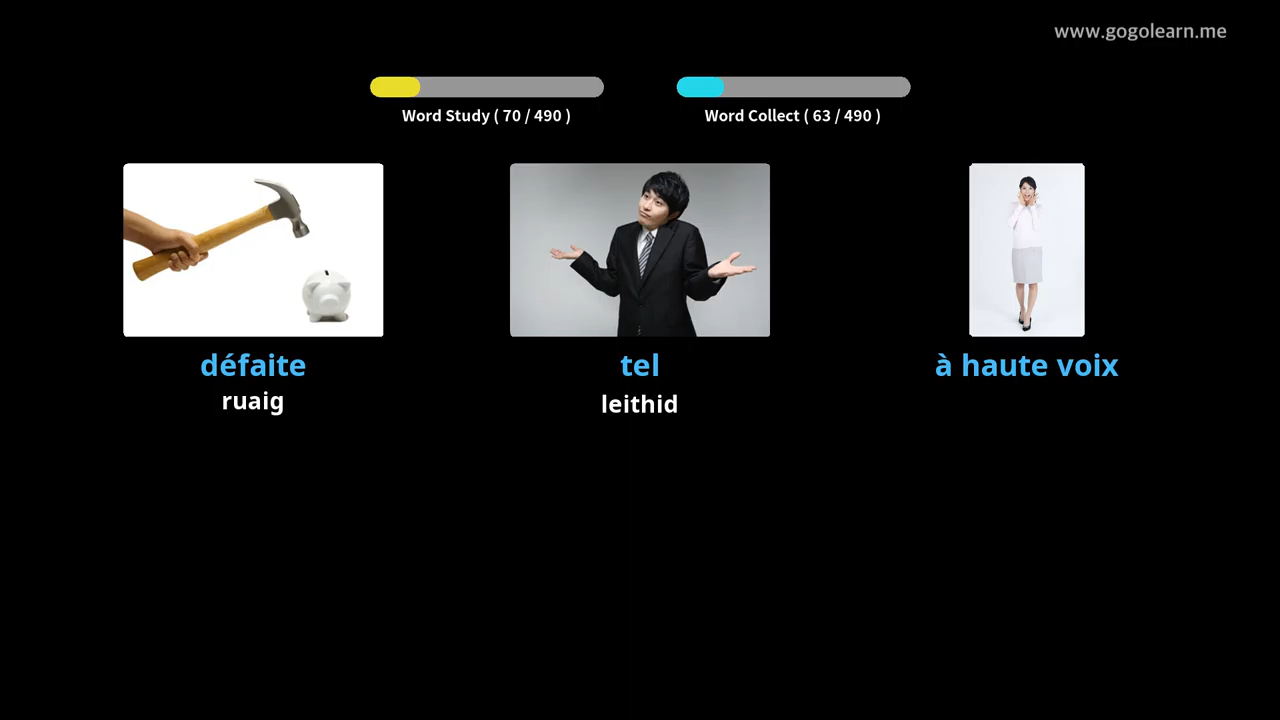 www.gogolearn.me
Word Study ( 70 / 490 )
Word Collect ( 63 / 490 )
défaite
ruaig
tel
leithid
à haute voix